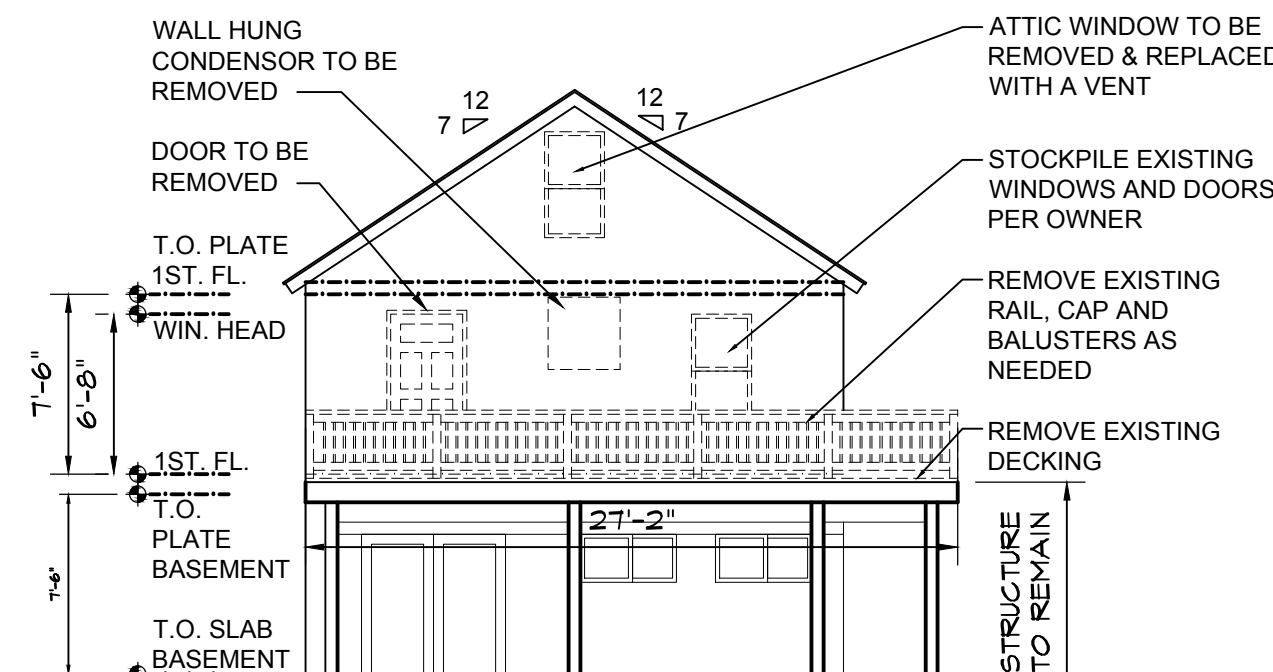 WALL HUNG
CONDENSOR TO BE
REMOVED
DOOR TO BE
REMOVED
12
7
12
7
ATTIC WINDOW TO BE
REMOVED & REPLACED
WITH A VENT
STOCKPILE EXISTING
WINDOWS AND DOORS
PER OWNER
REMOVE EXISTING
RAIL, CAP AND
BALUSTERS AS
NEEDED
REMOVE EXISTING
DECKING
T.O. PLATE
1ST. FL.
WIN. HEAD
7'-6"
6'-8"
1ST. FL.
T.O.
PLATE
BASEMENT
7'-6"
T.O. SLAB
BASEMENT
27'-2"
STRUCTURE
TO REMAIN